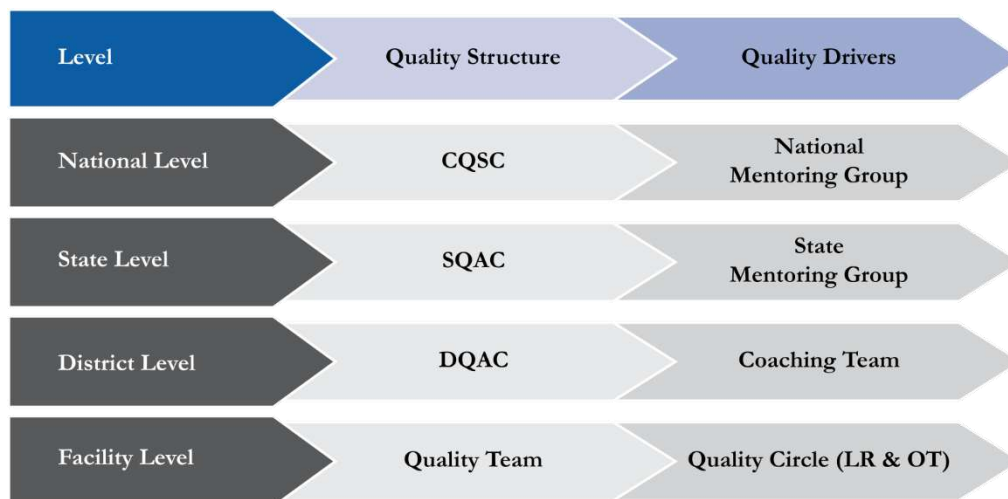 Level
Quality Structure
Quality Drivers
National Level
CQSC
National
Mentoring Group
State Level
SQAC
State
Mentoring Group
District Level
DQAC
Coaching Team
Facility Level
Quality Team
Quality Circle (LR & OT)